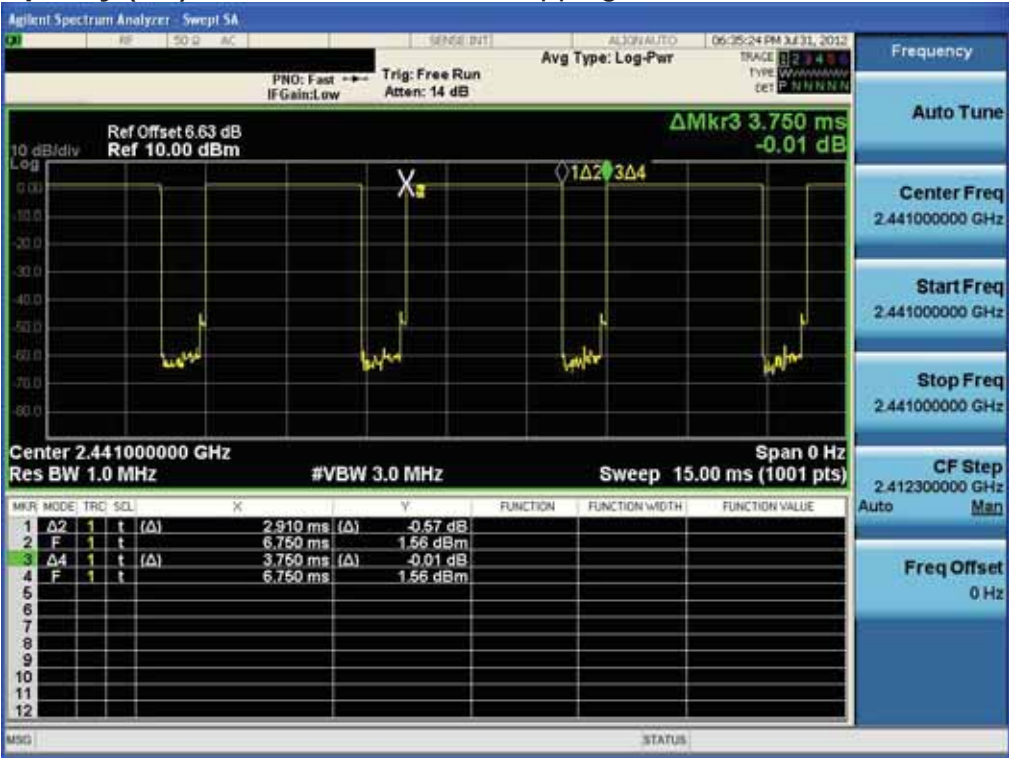 Agilent Spectrum Analyzer - Swept SA
RF 50 Ω AC SENSE:INT ALIGNAUTO 06:35:24 PM Jul 31, 2012
PNO: Fast
IFGain:Low
Trig: Free Run
Atten: 14 dB
Avg Type: Log-Pwr
TRACE 1 2 3 4 5 6
TYPE
DET P N N N N N
ΔMkr3 3.750 ms
-0.01 dB
Ref Offset 6.63 dB
10 dB/div Ref 10.00 dBm
Log
0.00
-10.0
-20.0
-30.0
-40.0
-50.0
-60.0
-70.0
-80.0
1Δ2 3Δ4
Center 2.441000000 GHz Span 0 Hz
Res BW 1.0 MHz #VBW 3.0 MHz Sweep 15.00 ms (1001 pts)
MKR MODE TRC SCL X Y FUNCTION FUNCTION WIDTH FUNCTION VALUE
1 Δ2 1 t (Δ) 2.910 ms (Δ) -0.57 dB
2 F 1 t 6.750 ms 1.56 dBm
3 Δ4 1 t (Δ) 3.750 ms (Δ) -0.01 dB
4 F 1 t 6.750 ms 1.56 dBm
5
6
7
8
9
10
11
12
MSG STATUS
Frequency
Auto Tune
Center Freq
2.441000000 GHz
Start Freq
2.441000000 GHz
Stop Freq
2.441000000 GHz
CF Step
2.412300000 GHz
Auto Man
Freq Offset
0 Hz